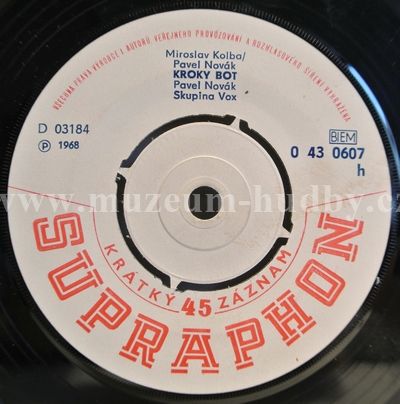 VŠECHNA PRÁVA VÝROBCE I AUTORŮ VEŘEJNÉHO PROVOZOVÁNÍ A ROZHLASOVÉHO ŠÍŘENÍ VYHRAZENA
Miroslav Kolba/
Pavel Novák
KROKY BOT
Pavel Novák
Skupina Vox
D 03184
Ⓟ 1968
BIEM
0 43 0607
h
www.muzeum-hudby.cz
KRÁTKÝ 45 ZÁZNAM
SUPRAPHON